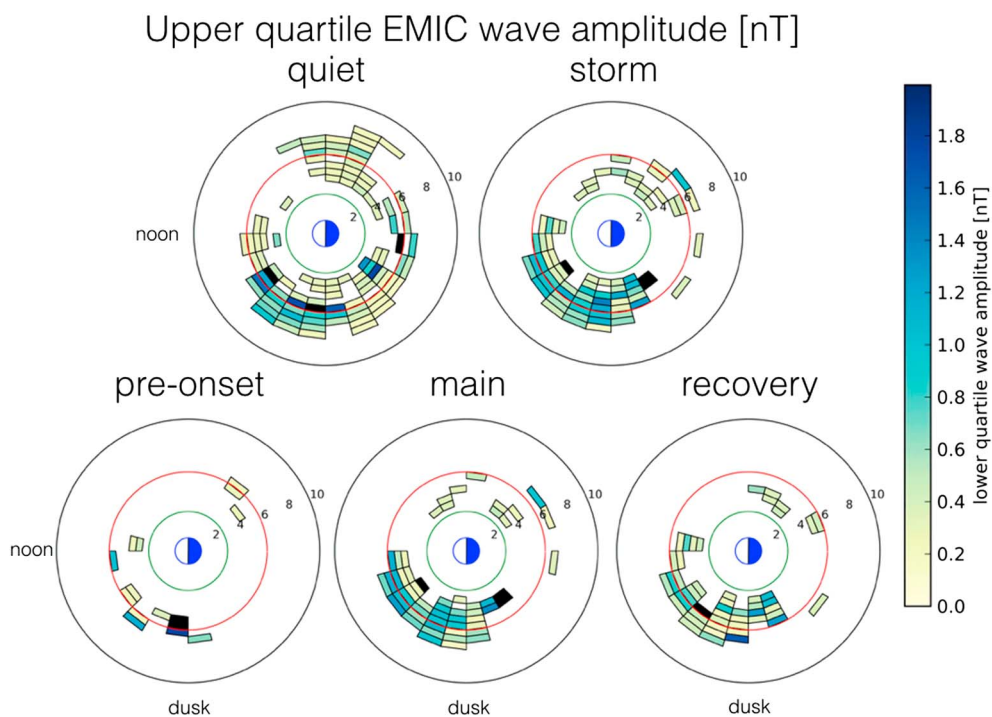 Upper quartile EMIC wave amplitude [nT]
quiet
storm
noon
2
4
6
8
10
2
4
6
8
10
1.8
1.6
1.4
1.2
1.0
0.8
0.6
0.4
0.2
0.0
lower quartile wave amplitude [nT]
pre-onset
main
recovery
noon
2
4
6
8
10
2
4
6
8
10
2
4
6
8
10
dusk
dusk
dusk